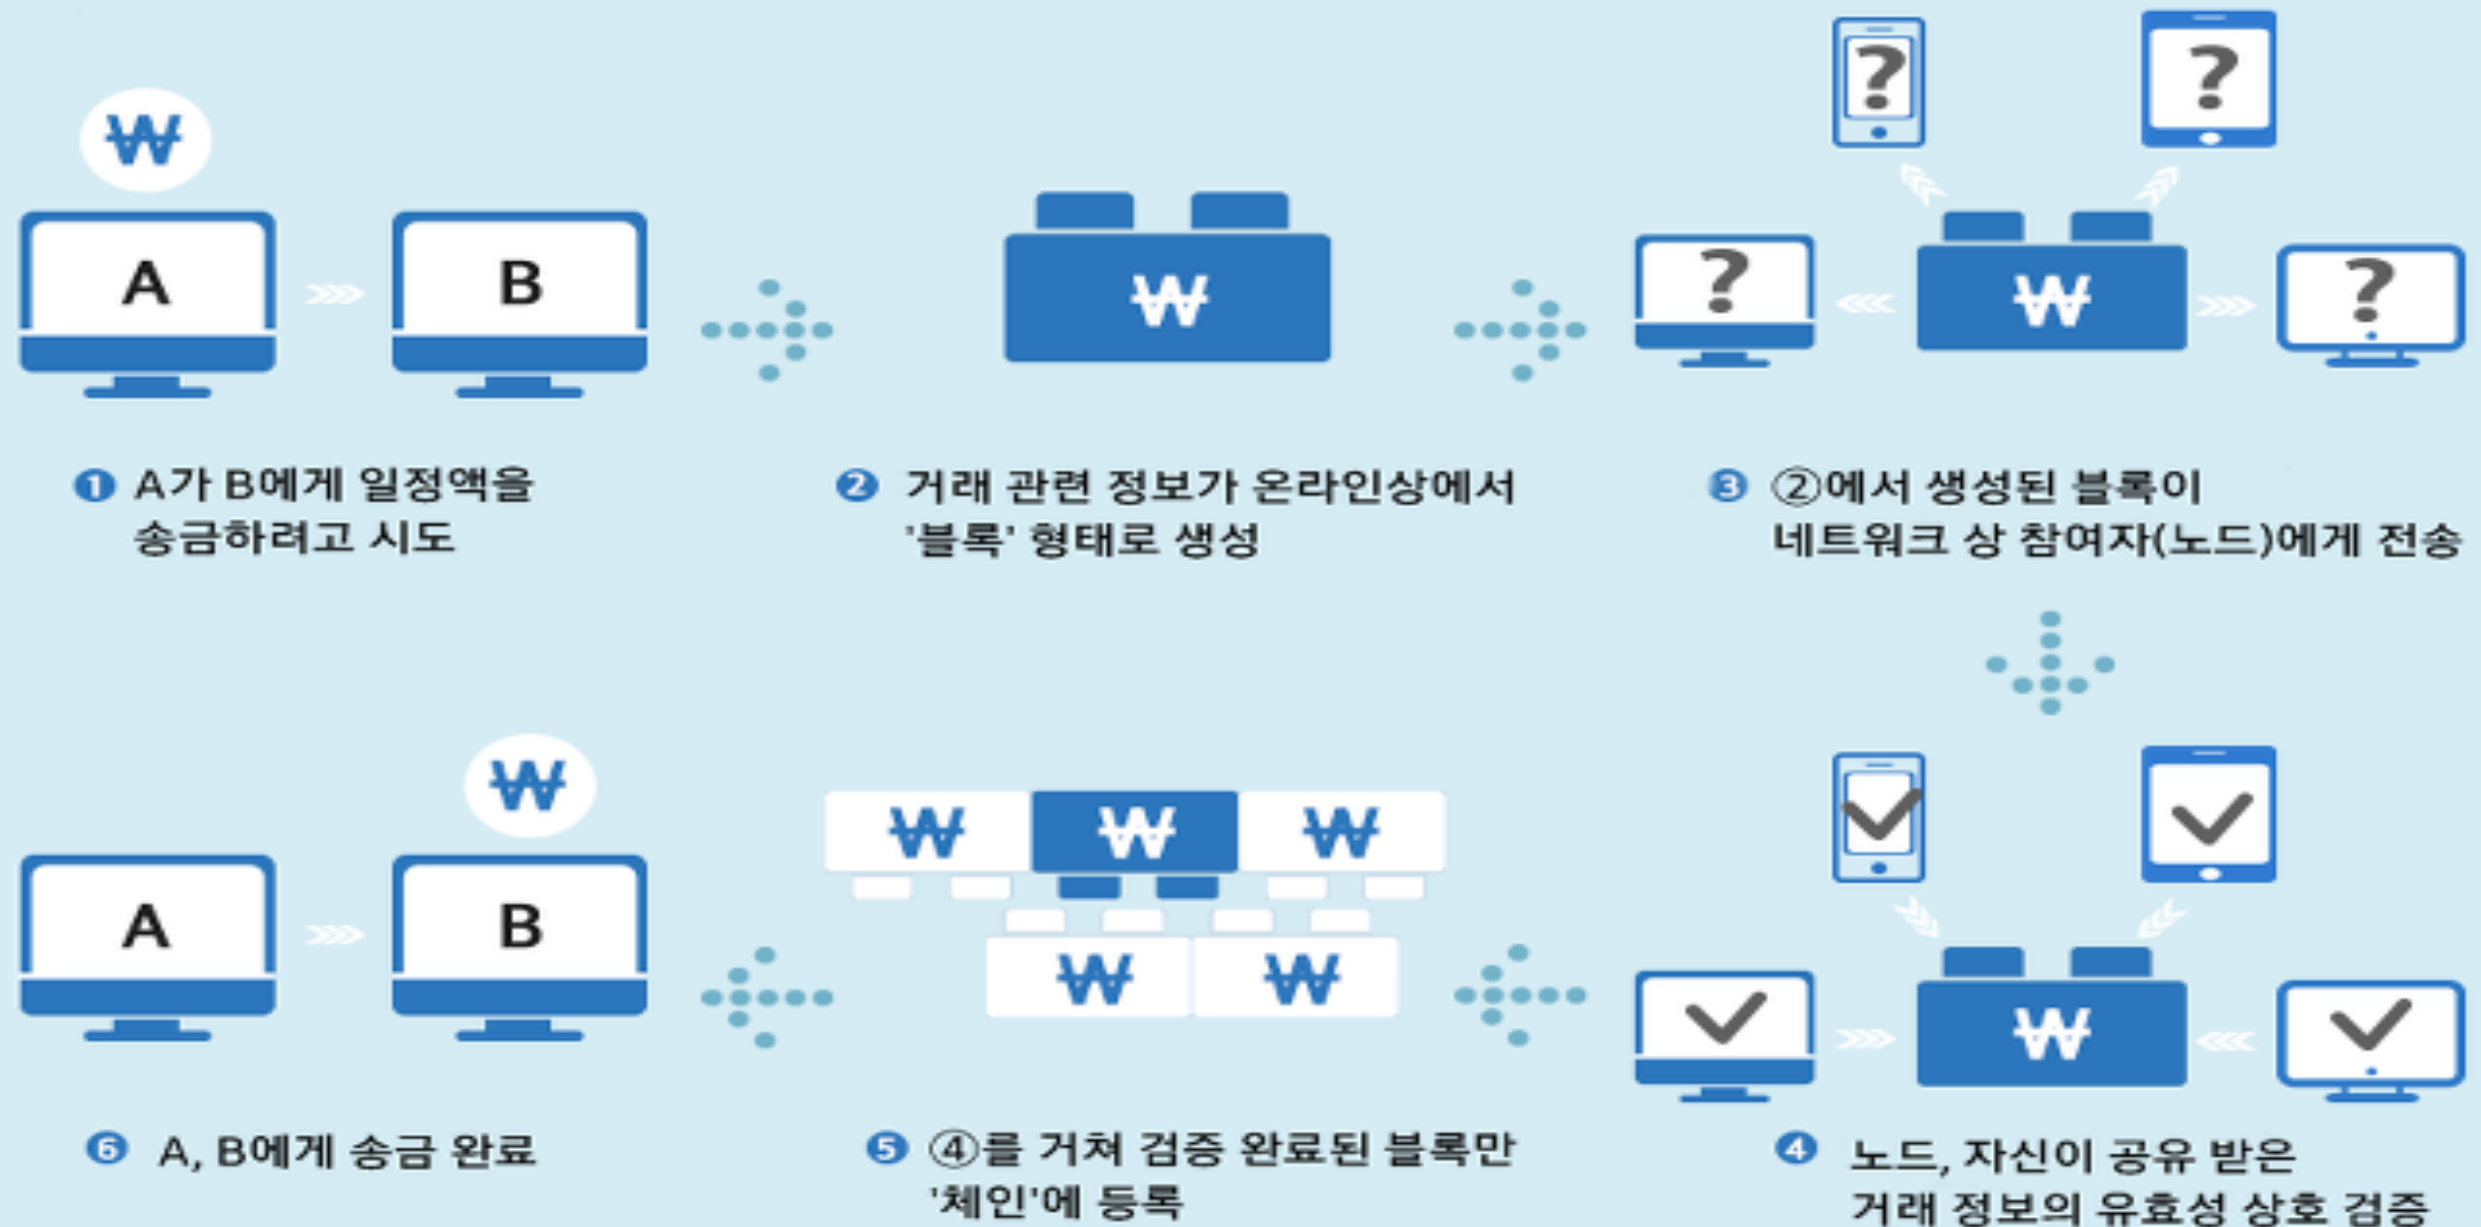 ₩
A
B
❶ A가 B에게 일정액을
송금하려고 시도
₩
❷ 거래 관련 정보가 온라인상에서
'블록' 형태로 생성
?
?
?
₩
?
❸ ②에서 생성된 블록이
네트워크 상 참여자(노드)에게 전송
₩
❹ 노드, 자신이 공유 받은
거래 정보의 유효성 상호 검증
₩ ₩ ₩
₩ ₩
❺ ④를 거쳐 검증 완료된 블록만
'체인'에 등록
₩
A
B
❻ A, B에게 송금 완료